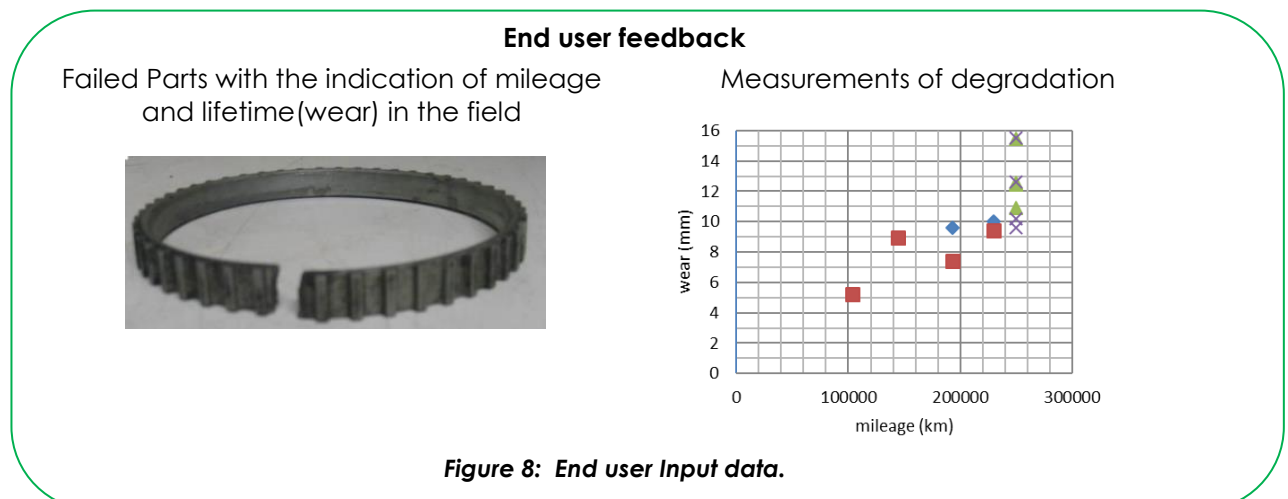 End user feedback
Failed Parts with the indication of mileage
and lifetime(wear) in the field
Measurements of degradation
16
14
12
10
8
6
4
2
0
wear (mm)
0 100000 200000 300000
mileage (km)
Figure 8: End user Input data.